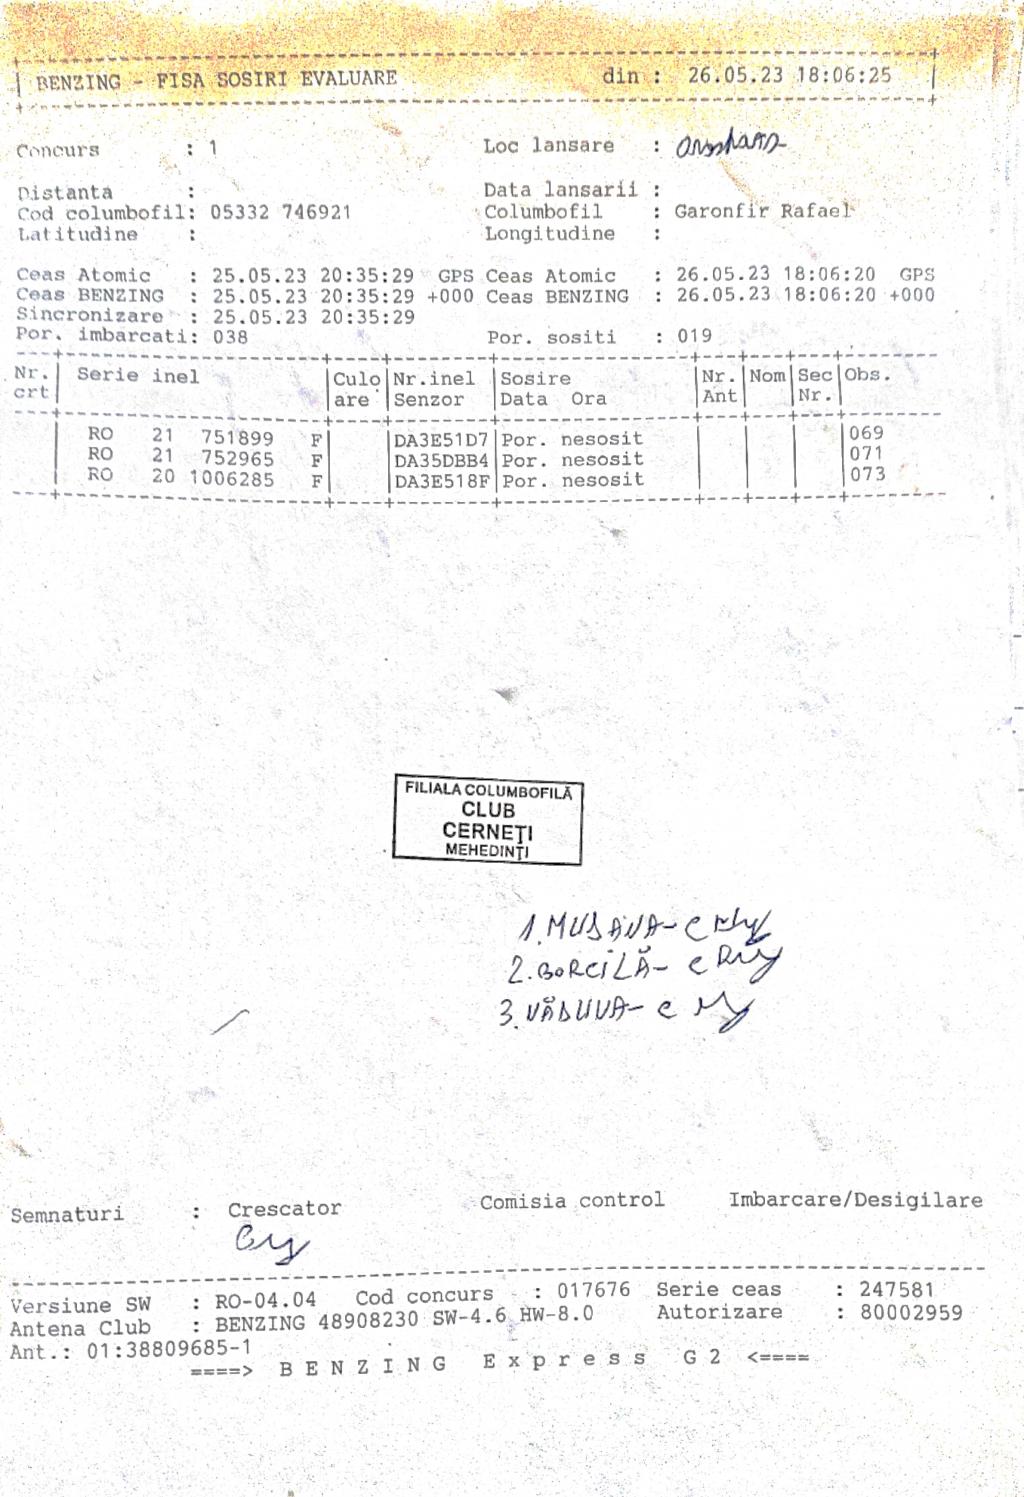 BENZING - FISA SOSIRI EVALUARE din : 26.05.23 18:06:25
Concurs : 1 Loc lansare :
Distanta : Data lansarii :
Cod columbofil: 05332 746921 Columbofil : Garonfir Rafael
Latitudine : Longitudine :
Ceas Atomic : 25.05.23 20:35:29 GPS Ceas Atomic : 26.05.23 18:06:20 GPS
Ceas BENZING : 25.05.23 20:35:29 +000 Ceas BENZING : 26.05.23 18:06:20 +000
Sincronizare : 25.05.23 20:35:29
Por. imbarcati: 038 Por. sositi : 019
Nr. Serie inel Culo Nr.inel Sosire Nr. Nom Sec Obs.
crt are Senzor Data Ora Ant Nr.
RO 21 751899 F DA3E51D7 Por. nesosit 069
RO 21 752965 F DA35DBB4 Por. nesosit 071
RO 20 1006285 F DA3E518F Por. nesosit 073
FILIALA COLUMBOFILĂ
CLUB
CERNEŢI
MEHEDINŢI
1. MUSAVA- C
2. BORCILĂ- C
3. VĂDUVA- C
Semnaturi : Crescator Comisia control Imbarcare/Desigilare
Versiune SW : RO-04.04 Cod concurs : 017676 Serie ceas : 247581
Antena Club : BENZING 48908230 SW-4.6 HW-8.0 Autorizare : 80002959
Ant.: 01:38809685-1
====> B E N Z I N G E x p r e s s G 2 <====